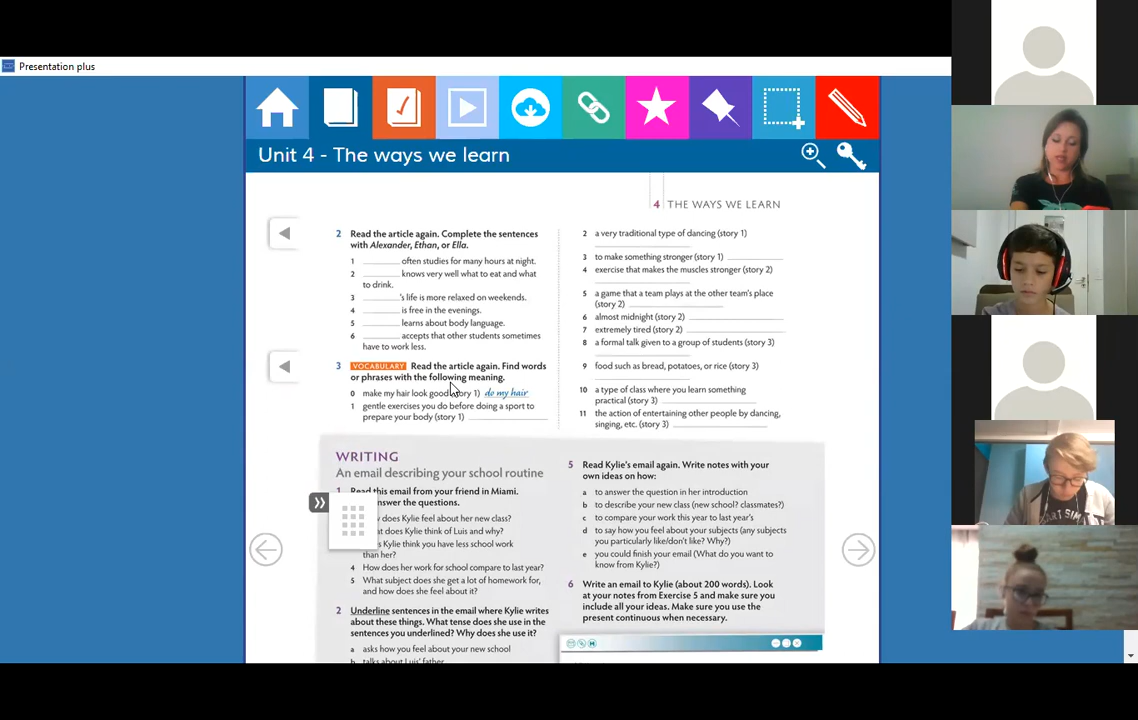 Presentation plus
Unit 4 - The ways we learn
4 THE WAYS WE LEARN
2 Read the article again. Complete the sentences
with Alexander, Ethan, or Ella.
1 ________ often studies for many hours at night.
2 ________ knows very well what to eat and what
to drink.
3 ________'s life is more relaxed on weekends.
4 ________ is free in the evenings.
5 ________ learns about body language.
6 ________ accepts that other students sometimes
have to work less.
3 VOCABULARY Read the article again. Find words
or phrases with the following meaning.
0 make my hair look good (story 1) do my hair
1 gentle exercises you do before doing a sport to
prepare your body (story 1)
2 a very traditional type of dancing (story 1)
3 to make something stronger (story 1)
4 exercise that makes the muscles stronger (story 2)
5 a game that a team plays at the other team's place
(story 2)
6 almost midnight (story 2)
7 extremely tired (story 2)
8 a formal talk given to a group of students (story 3)
9 food such as bread, potatoes, or rice (story 3)
10 a type of class where you learn something
practical (story 3)
11 the action of entertaining other people by dancing,
singing, etc. (story 3)
WRITING
An email describing your school routine
1 Read this email from your friend in Miami.
answer the questions.
does Kylie feel about her new class?
does Kylie think of Luis and why?
Kylie think you have less school work
than her?
4 How does her work for school compare to last year?
5 What subject does she get a lot of homework for,
and how does she feel about it?
2 Underline sentences in the email where Kylie writes
about these things. What tense does she use in the
sentences you underlined? Why does she use it?
a asks how you feel about your new school
b talks about Luis' father
5 Read Kylie's email again. Write notes with your
own ideas on how:
a to answer the question in her introduction
b to describe your new class (new school? classmates?)
c to compare your work this year to last year's
d to say how you feel about your subjects (any subjects
you particularly like/don't like? Why?)
e you could finish your email (What do you want to
know from Kylie?)
6 Write an email to Kylie (about 200 words). Look
at your notes from Exercise 5 and make sure you
include all your ideas. Make sure you use the
present continuous when necessary.